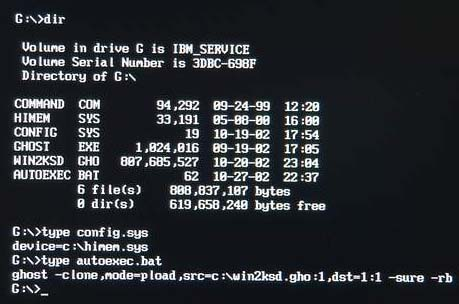 G:\>dir
Volume in drive G is IBM_SERVICE
Volume Serial Number is 3DBC-698F
Directory of G:\
COMMAND COM 94,292 09-24-99 12:20
HIMEM SYS 33,191 05-08-00 16:00
CONFIG SYS 19 10-19-02 17:54
GHOST EXE 1,024,016 09-19-02 17:05
WIN2KSD GHO 807,685,527 10-20-02 23:04
AUTOEXEC BAT 62 10-27-02 22:37
6 file(s) 808,837,107 bytes
0 dir(s) 619,658,240 bytes free
G:\>type config.sys
device=c:\himem.sys
G:\>type autoexec.bat
ghost -clone,mode=pload,src=c:\win2ksd.gho:1,dst=1:1 -sure -rb
G:\>_